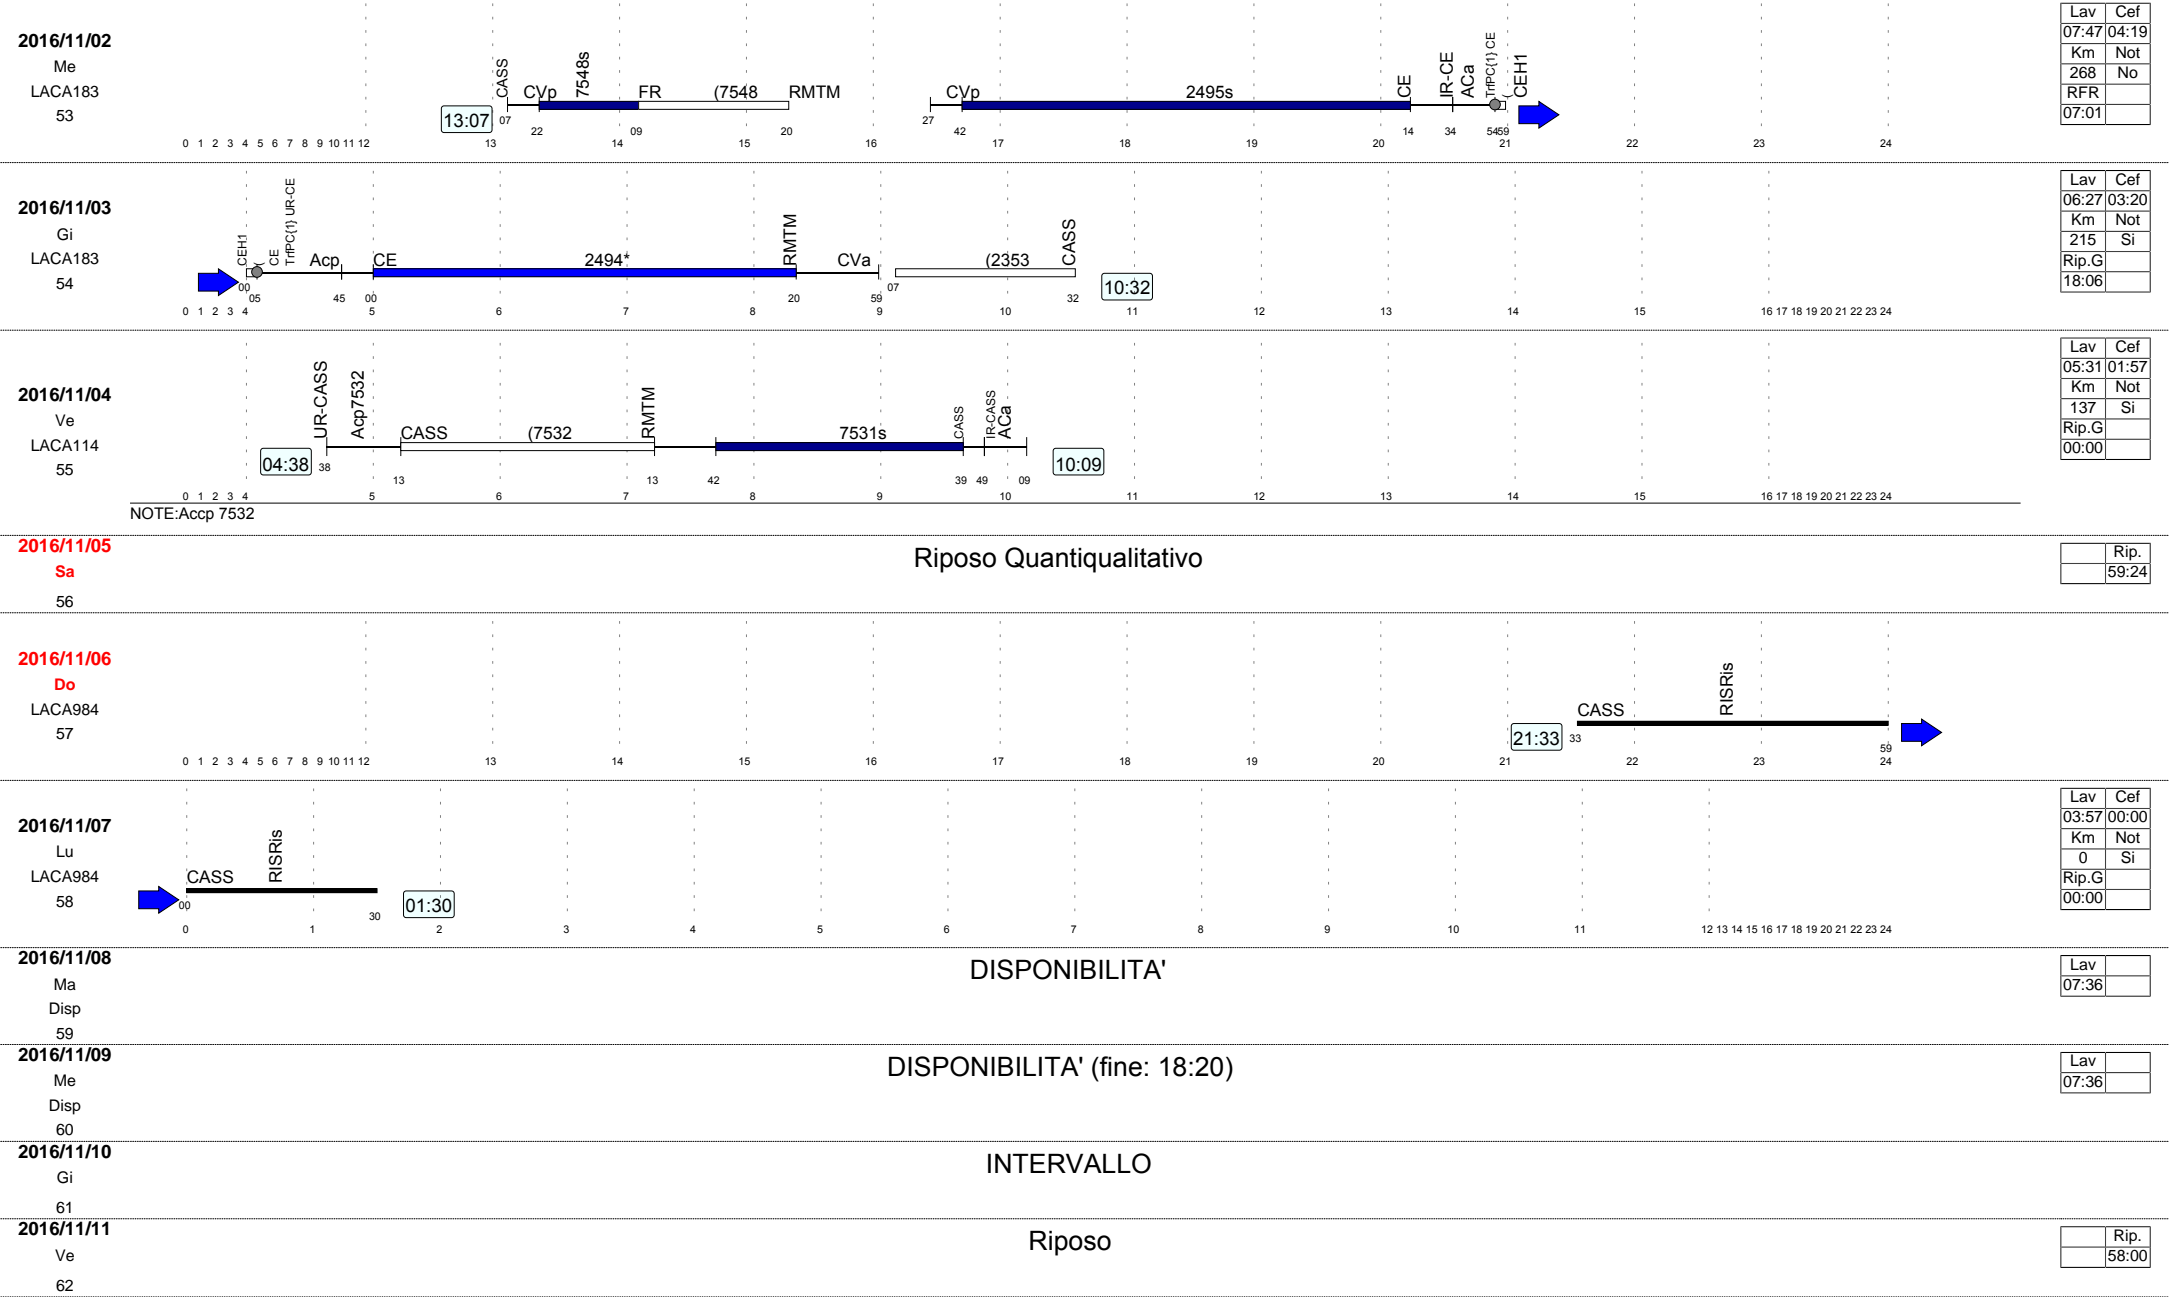 2016/11/02
Me
LACA183
53
13:07
CASS CVp 7548s FR (7548 RMTM CVp 2495s CE IR-CE ACa TrfPC{1} CE ( CEH1
07 22 09 20 27 42 14 34 54 59
0 1 2 3 4 5 6 7 8 9 10 11 12 13 14 15 16 17 18 19 20 21 22 23 24
Lav Cef
07:47 04:19
Km Not
268 No
RFR
07:01
2016/11/03
Gi
LACA183
54
CEH1 ( CE TrfPC{1} UR-CE Acp CE 2494* RMTM CVa (2353 CASS
00 05 45 00 20 59 07 32
10:32
0 1 2 3 4 5 6 7 8 9 10 11 12 13 14 15 16 17 18 19 20 21 22 23 24
Lav Cef
06:27 03:20
Km Not
215 Si
Rip.G
18:06
2016/11/04
Ve
LACA114
55
04:38
UR-CASS Acp7532 CASS (7532 RMTM 7531s CASS IR-CASS ACa
38 13 13 42 39 49 09
10:09
0 1 2 3 4 5 6 7 8 9 10 11 12 13 14 15 16 17 18 19 20 21 22 23 24
NOTE:Accp 7532
Lav Cef
05:31 01:57
Km Not
137 Si
Rip.G
00:00
2016/11/05
Sa
56
Riposo Quantiqualitativo
Rip.
59:24
2016/11/06
Do
LACA984
57
21:33
CASS RISRis
33 59
0 1 2 3 4 5 6 7 8 9 10 11 12 13 14 15 16 17 18 19 20 21 22 23 24
2016/11/07
Lu
LACA984
58
CASS RISRis
00 30
01:30
0 1 2 3 4 5 6 7 8 9 10 11 12 13 14 15 16 17 18 19 20 21 22 23 24
Lav Cef
03:57 00:00
Km Not
0 Si
Rip.G
00:00
2016/11/08
Ma
Disp
59
DISPONIBILITA'
Lav
07:36
2016/11/09
Me
Disp
60
DISPONIBILITA' (fine: 18:20)
Lav
07:36
2016/11/10
Gi
61
INTERVALLO
2016/11/11
Ve
62
Riposo
Rip.
58:00